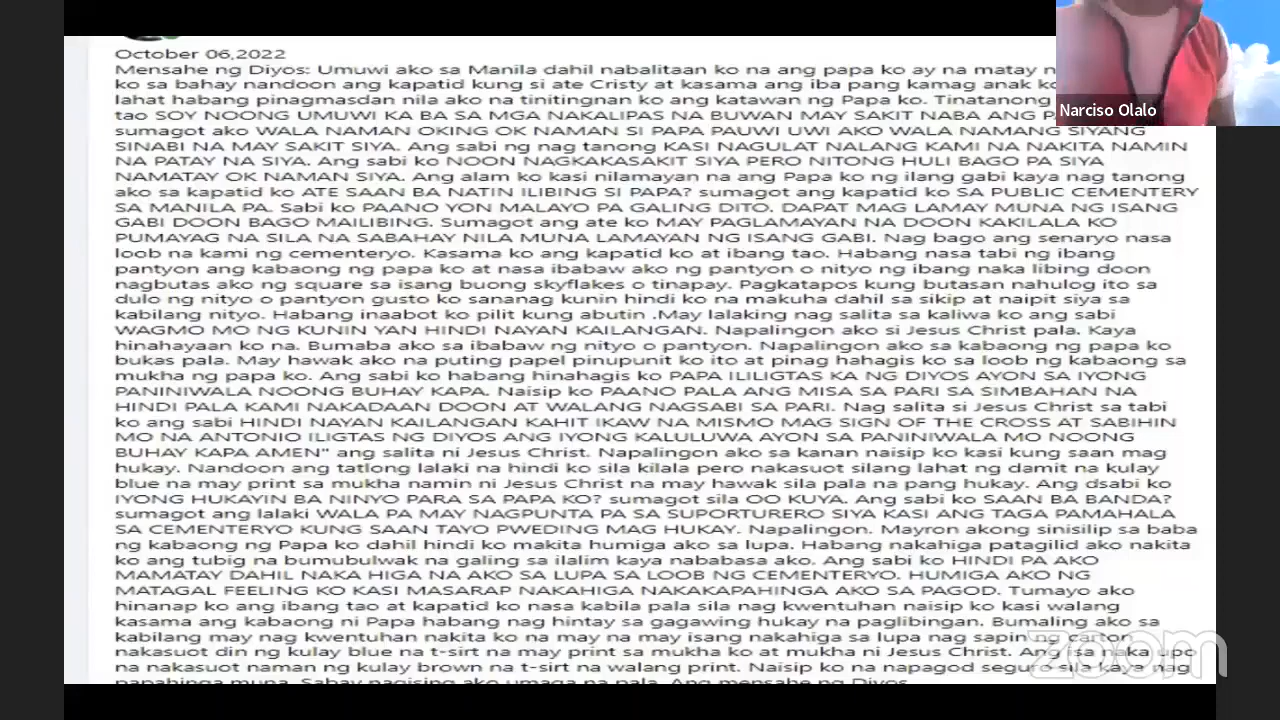 October 06,2022
Mensahe ng Diyos: Umuwi ako sa Manila dahil nabalitaan ko na ang papa ko ay na matay
ko sa bahay nandoon ang kapatid kung si ate Cristy at kasama ang iba pang kamag anak
lahat habang pinagmasdan nila ako na tinitingnan ko ang katawan ng Papa ko. Tinatanong
tao SOY NOONG UMUWI KA BA SA MGA NAKALIPAS NA BUWAN MAY SAKIT NABA ANG
sumagot ako WALA NAMAN OKING OK NAMAN SI PAPA PAUWI UWI AKO WALA NAMANG SIYANG
SINABI NA MAY SAKIT SIYA. Ang sabi ng nag tanong KASI NAGULAT NALANG KAMI NA NAKITA NAMIN
NA PATAY NA SIYA. Ang sabi ko NOON NAGKAKASAKIT SIYA PERO NITONG HULI BAGO PA SIYA
NAMATAY OK NAMAN SIYA. Ang alam ko kasi nilamayan na ang Papa ko ng ilang gabi kaya nag tanong
ako sa kapatid ko ATE SAAN BA NATIN ILIBING SI PAPA? sumagot ang kapatid ko SA PUBLIC CEMENTERY
SA MANILA PA. Sabi ko PAANO YON MALAYO PA GALING DITO. DAPAT MAG LAMAY MUNA NG ISANG
GABI DOON BAGO MAILIBING. Sumagot ang ate ko MAY PAGLAMAYAN NA DOON KAKILALA KO
PUMAYAG NA SILA NA SABAHAY NILA MUNA LAMAYAN NG ISANG GABI. Nag bago ang senaryo nasa
loob na kami ng cementeryo. Kasama ko ang kapatid ko at ibang tao. Habang nasa tabi ng ibang
pantyon ang kabaong ng papa ko at nasa ibabaw ako ng pantyon o nityo ng ibang naka libing doon
nagbutas ako ng square sa isang buong skyflakes o tinapay. Pagkatapos kung butasan nahulog ito sa
dulo ng nityo o pantyon gusto ko sananag kunin hindi ko na makuha dahil sa sikip at naipit siya sa
kabilang nityo. Habang inaabot ko pilit kung abutin .May lalaking nag salita sa kaliwa ko ang sabi
WAGMO MO NG KUNIN YAN HINDI NAYAN KAILANGAN. Napalingon ako si Jesus Christ pala. Kaya
hinahayaan ko na. Bumaba ako sa ibabaw ng nityo o pantyon. Napalingon ako sa kabaong ng papa ko
bukas pala. May hawak ako na puting papel pinupunit ko ito at pinag hahagis ko sa loob ng kabaong sa
mukha ng papa ko. Ang sabi ko habang hinahagis ko PAPA ILILIGTAS KA NG DIYOS AYON SA IYONG
PANINIWALA NOONG BUHAY KAPA. Naisip ko PAANO PALA ANG MISA SA PARI SA SIMBAHAN NA
HINDI PALA KAMI NAKADAAN DOON AT WALANG NAGSABI SA PARI. Nag salita si Jesus Christ sa tabi
ko ang sabi HINDI NAYAN KAILANGAN KAHIT IKAW NA MISMO MAG SIGN OF THE CROSS AT SABIHIN
MO NA ANTONIO ILIGTAS NG DIYOS ANG IYONG KALULUWA AYON SA PANINIWALA MO NOONG
BUHAY KAPA AMEN" ang salita ni Jesus Christ. Napalingon ako sa kanan naisip ko kasi kung saan mag
hukay. Nandoon ang tatlong lalaki na hindi ko sila kilala pero nakasuot silang lahat ng damit na kulay
blue na may print sa mukha namin ni Jesus Christ na may hawak sila pala na pang hukay. Ang dsabi ko
IYONG HUKAYIN BA NINYO PARA SA PAPA KO? sumagot sila OO KUYA. Ang sabi ko SAAN BA BANDA?
sumagot ang lalaki WALA PA MAY NAGPUNTA PA SA SUPORTURERO SIYA KASI ANG TAGA PAMAHALA
SA CEMENTERYO KUNG SAAN TAYO PWEDING MAG HUKAY. Napalingon. Mayron akong sinisilip sa baba
ng kabaong ng Papa ko dahil hindi ko makita humiga ako sa lupa. Habang nakahiga patagilid ako nakita
ko ang tubig na bumubulwak na galing sa ilalim kaya nababasa ako. Ang sabi ko HINDI PA AKO
MAMATAY DAHIL NAKA HIGA NA AKO SA LUPA SA LOOB NG CEMENTERYO. HUMIGA AKO NG
MATAGAL FEELING KO KASI MASARAP NAKAHIGA NAKAKAPAHINGA AKO SA PAGOD. Tumayo ako
hinanap ko ang ibang tao at kapatid ko nasa kabila pala sila nag kwentuhan naisip ko kasi walang
kasama ang kabaong ni Papa habang nag hintay sa gagawing hukay na paglibingan. Bumaling ako sa
kabilang may nag kwentuhan nakita ko na may na may isang nakahiga sa lupa nag sapin ng carton
nakasuot din ng kulay blue na t-sirt na may print sa mukha ko at mukha ni Jesus Christ. Ang isa naka upo
na nakasuot naman ng kulay brown na t-sirt na walang print. Naisip ko na napagod seguro sila kaya nag
papahinga muna. Sabay nagising ako umaga na pala. Ang mensahe ng Diyos
Narciso Olalo
zoom